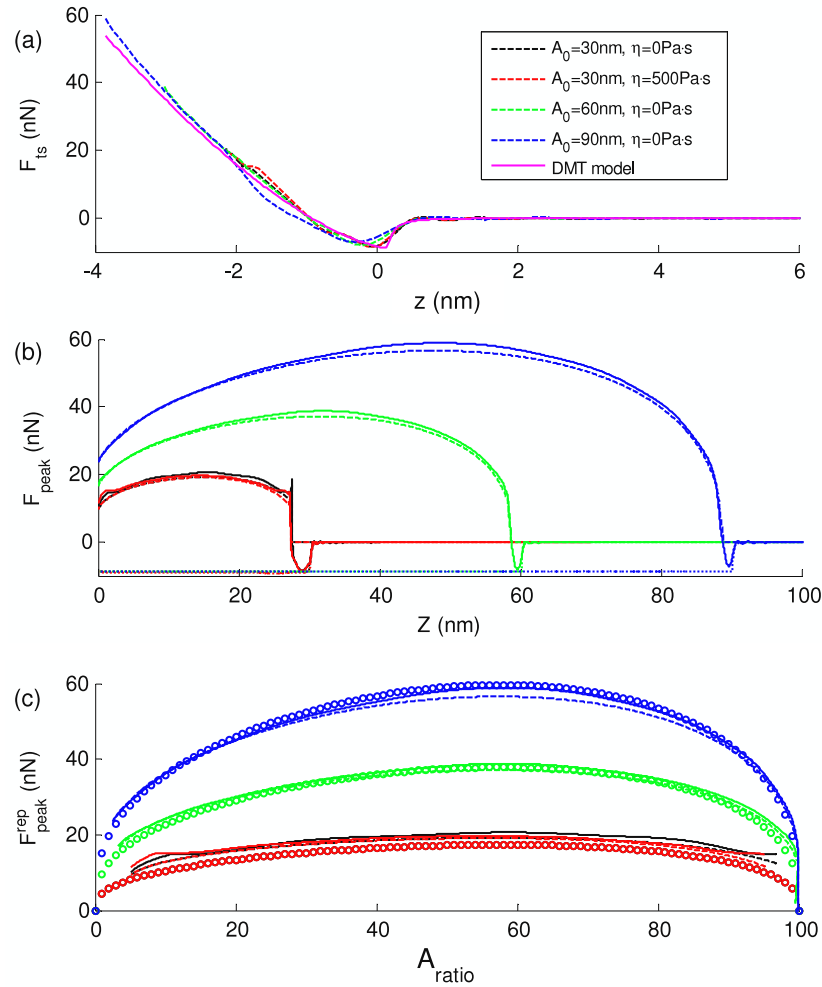 (a)
60
40
20
0
F_ts (nN)
A_0=30nm, η=0Pa·s
A_0=30nm, η=500Pa·s
A_0=60nm, η=0Pa·s
A_0=90nm, η=0Pa·s
DMT model
-4 -2 0 2 4 6
z (nm)
(b)
60
40
20
0
F_peak (nN)
0 20 40 60 80 100
Z (nm)
(c)
60
40
20
0
F^rep_peak (nN)
0 20 40 60 80 100
A_ratio